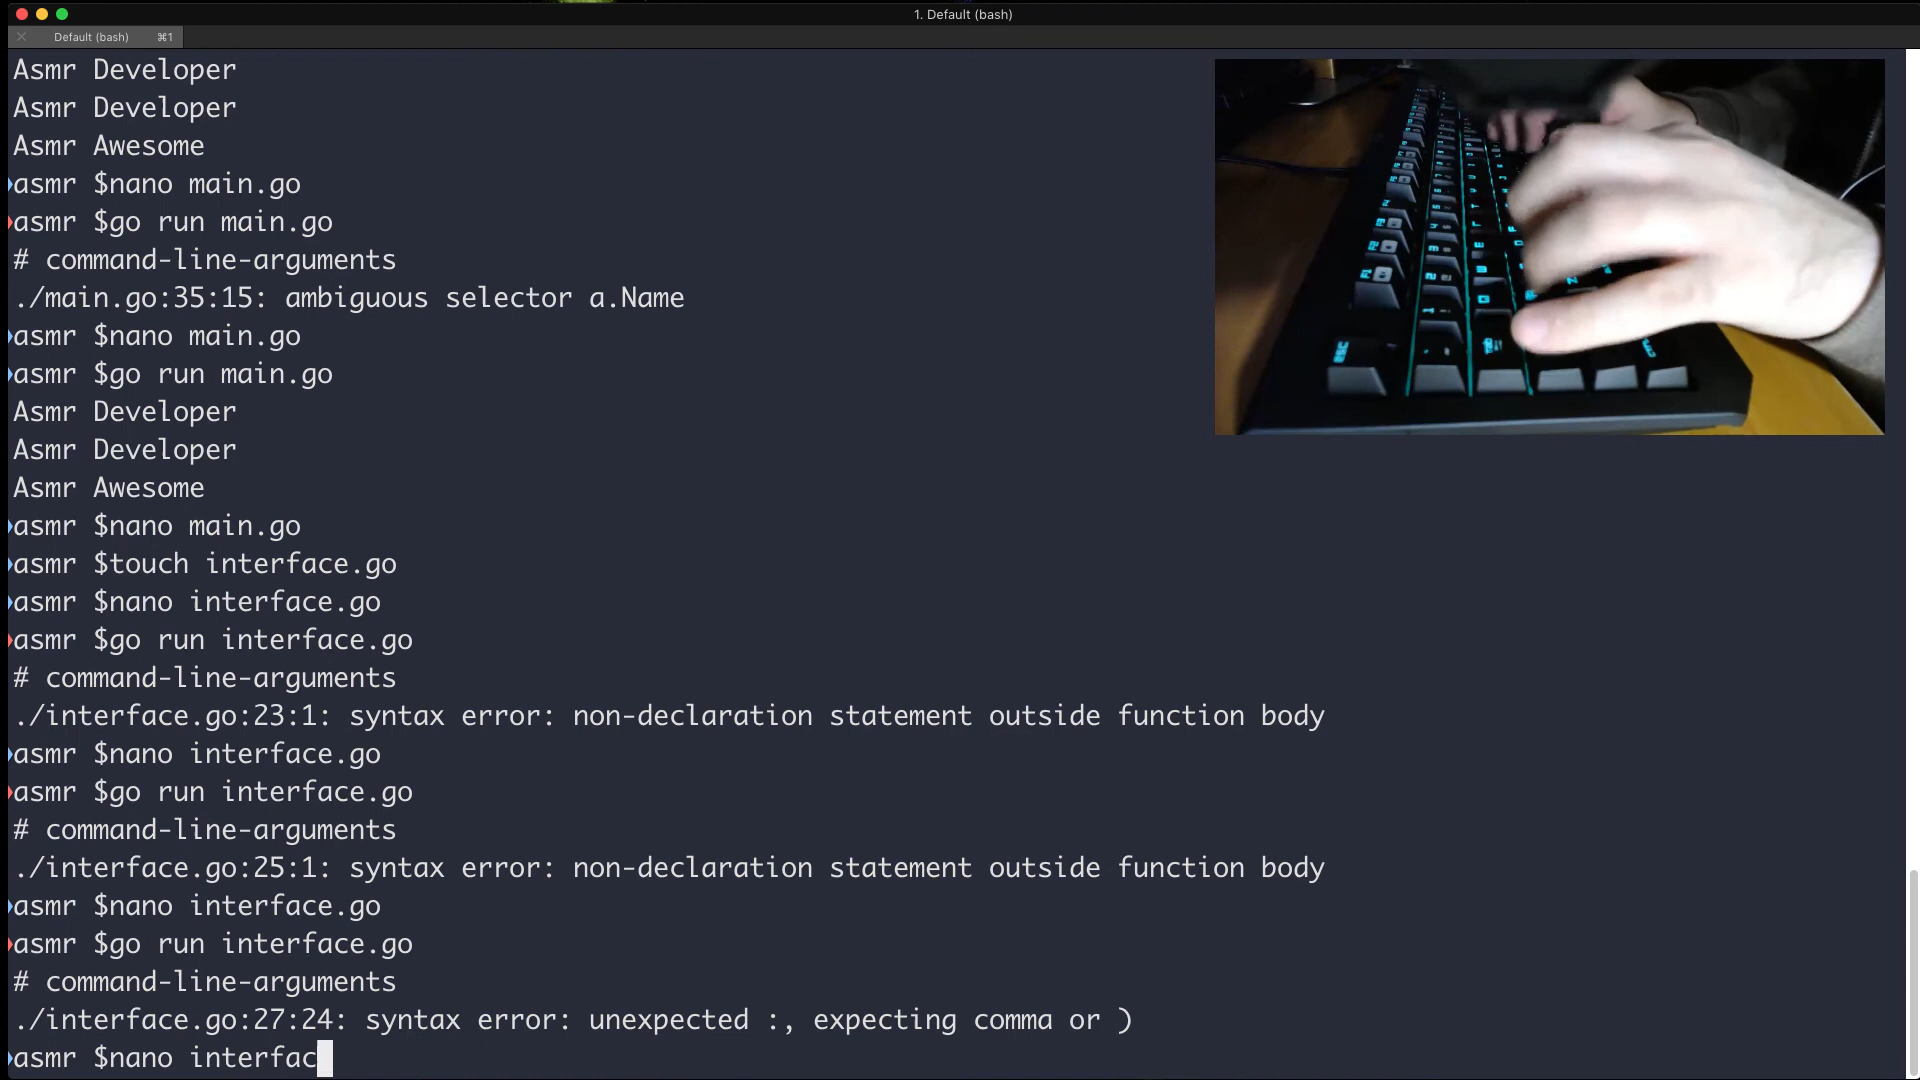 1. Default (bash)
Default (bash) ⌘1
Asmr Developer
Asmr Developer
Asmr Awesome
asmr $nano main.go
asmr $go run main.go
# command-line-arguments
./main.go:35:15: ambiguous selector a.Name
asmr $nano main.go
asmr $go run main.go
Asmr Developer
Asmr Developer
Asmr Awesome
asmr $nano main.go
asmr $touch interface.go
asmr $nano interface.go
asmr $go run interface.go
# command-line-arguments
./interface.go:23:1: syntax error: non-declaration statement outside function body
asmr $nano interface.go
asmr $go run interface.go
# command-line-arguments
./interface.go:25:1: syntax error: non-declaration statement outside function body
asmr $nano interface.go
asmr $go run interface.go
# command-line-arguments
./interface.go:27:24: syntax error: unexpected :, expecting comma or )
asmr $nano interfac